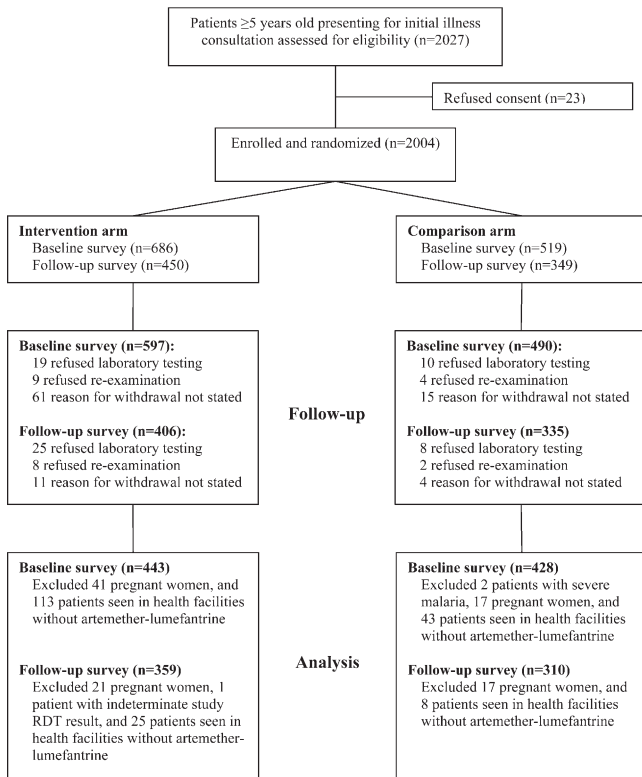 Patients ≥5 years old presenting for initial illness
consultation assessed for eligibility (n=2027)
Refused consent (n=23)
Enrolled and randomized (n=2004)
Intervention arm
Baseline survey (n=686)
Follow-up survey (n=450)
Comparison arm
Baseline survey (n=519)
Follow-up survey (n=349)
Baseline survey (n=597):
19 refused laboratory testing
9 refused re-examination
61 reason for withdrawal not stated
Follow-up survey (n=406):
25 refused laboratory testing
8 refused re-examination
11 reason for withdrawal not stated
Follow-up
Baseline survey (n=490):
10 refused laboratory testing
4 refused re-examination
15 reason for withdrawal not stated
Follow-up survey (n=335)
8 refused laboratory testing
2 refused re-examination
4 reason for withdrawal not stated
Baseline survey (n=443)
Excluded 41 pregnant women, and
113 patients seen in health facilities
without artemether-lumefantrine
Follow-up survey (n=359)
Excluded 21 pregnant women, 1
patient with indeterminate study
RDT result, and 25 patients seen in
health facilities without artemether-
lumefantrine
Analysis
Baseline survey (n=428)
Excluded 2 patients with severe
malaria, 17 pregnant women, and
43 patients seen in health facilities
without artemether-lumefantrine
Follow-up survey (n=310)
Excluded 17 pregnant women, and
8 patients seen in health facilities
without artemether-lumefantrine